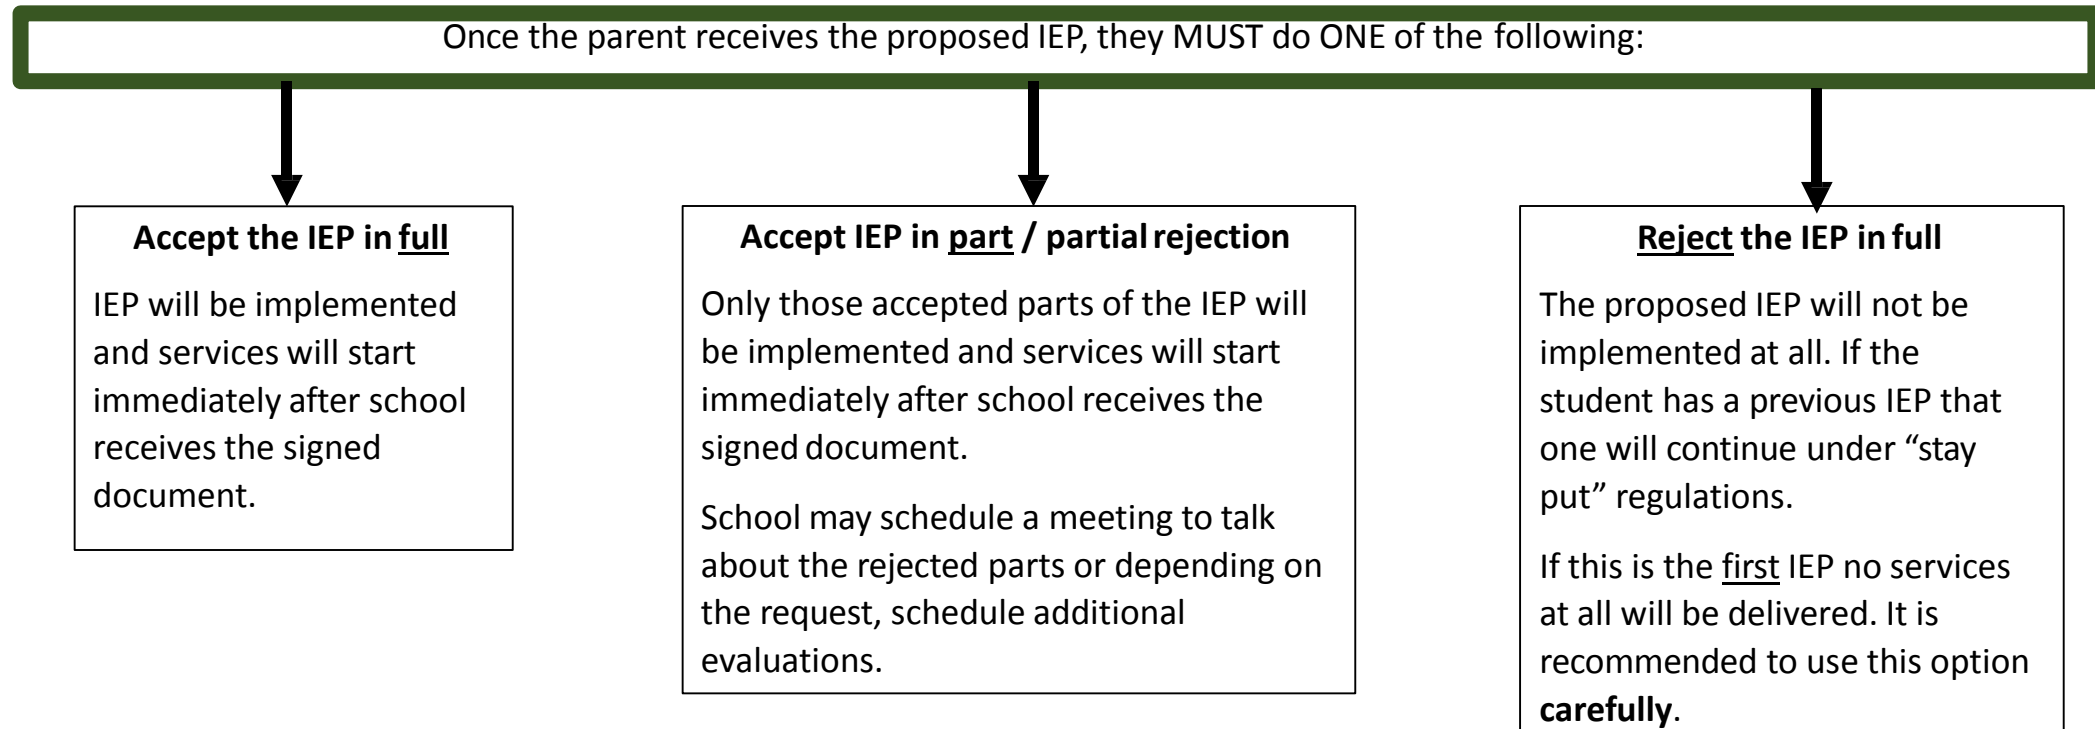 Once the parent receives the proposed IEP, they MUST do ONE of the following:
Accept the IEP in full
IEP will be implemented
and services will start
immediately after school
receives the signed
document.
Accept IEP in part / partial rejection
Only those accepted parts of the IEP will
be implemented and services will start
immediately after school receives the
signed document.
School may schedule a meeting to talk
about the rejected parts or depending on
the request, schedule additional
evaluations.
Reject the IEP in full
The proposed IEP will not be
implemented at all. If the
student has a previous IEP that
one will continue under “stay
put” regulations.
If this is the first IEP no services
at all will be delivered. It is
recommended to use this option
carefully.